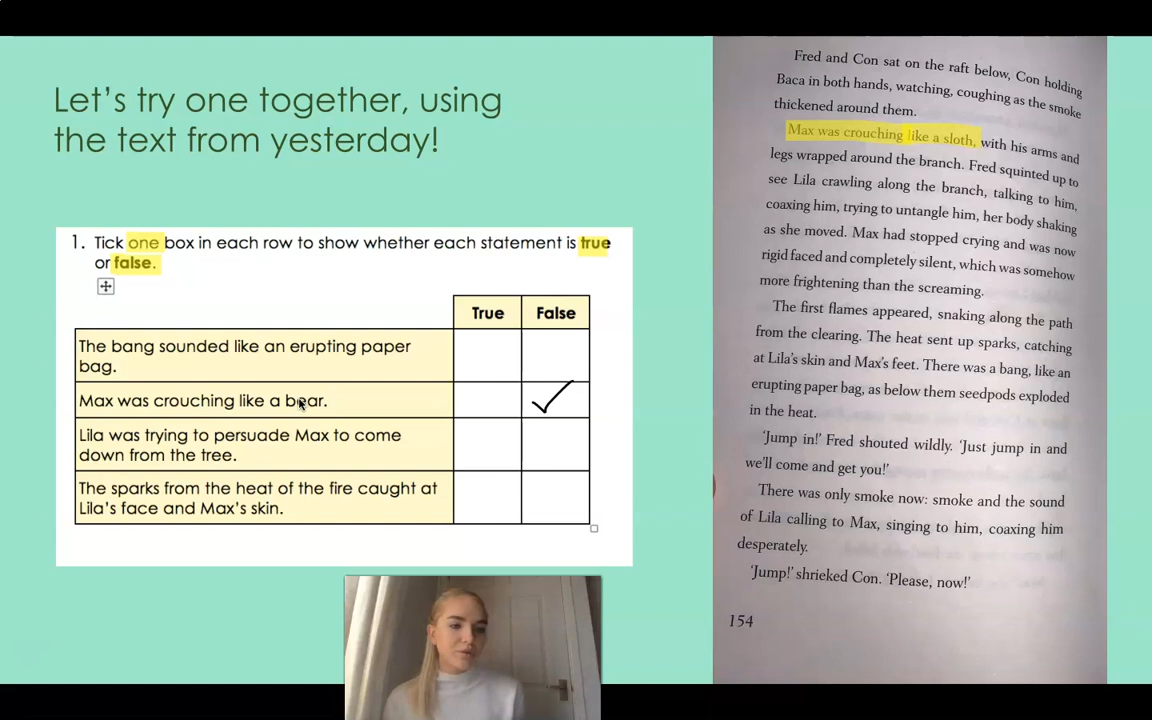 Let's try one together, using
the text from yesterday!
1. Tick one box in each row to show whether each statement is true
or false.
True False
The bang sounded like an erupting paper
bag.
Max was crouching like a bear.
Lila was trying to persuade Max to come
down from the tree.
The sparks from the heat of the fire caught at
Lila's face and Max's skin.
Fred and Con sat on the raft below, Con holding
Baca in both hands, watching, coughing as the smoke
thickened around them.
Max was crouching like a sloth, with his arms and
legs wrapped around the branch. Fred squinted up to
see Lila crawling along the branch, talking to him,
coaxing him, trying to untangle him, her body shaking
as she moved. Max had stopped crying and was now
rigid faced and completely silent, which was somehow
more frightening than the screaming.
The first flames appeared, snaking along the path
from the clearing. The heat sent up sparks, catching
at Lila's skin and Max's feet. There was a bang, like an
erupting paper bag, as below them seedpods exploded
in the heat.
'Jump in!' Fred shouted wildly. 'Just jump in and
we'll come and get you!'
There was only smoke now: smoke and the sound
of Lila calling to Max, singing to him, coaxing him
desperately.
'Jump!' shrieked Con. 'Please, now!'
154